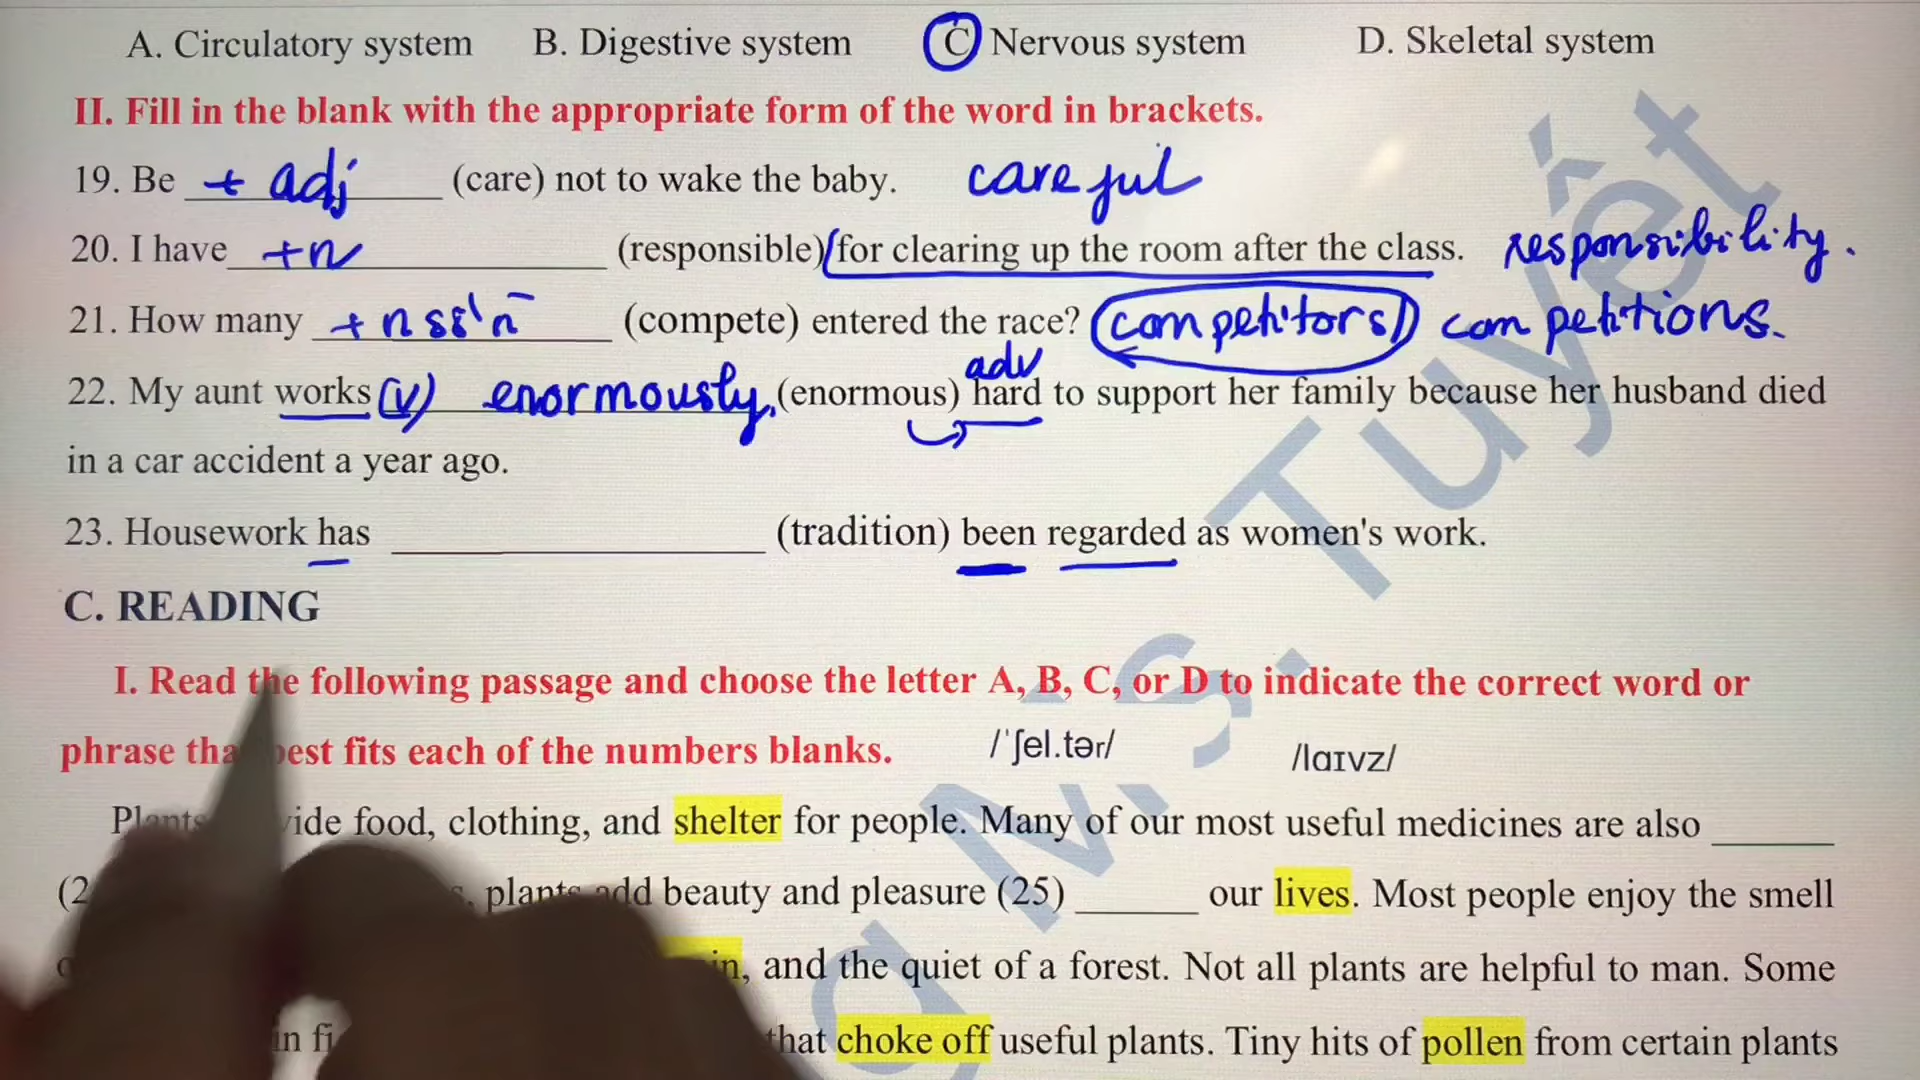 A. Circulatory system B. Digestive system C Nervous system D. Skeletal system
II. Fill in the blank with the appropriate form of the word in brackets.
19. Be + adj (care) not to wake the baby. careful
20. I have +n (responsible) (for clearing up the room after the class. responsibility.
21. How many + n (compete) entered the race? (competitors) competitions.
adv
22. My aunt works (v) enormously, (enormous) hard to support her family because her husband died
in a car accident a year ago.
23. Housework has (tradition) been regarded as women's work.
C. READING
I. Read the following passage and choose the letter A, B, C, or D to indicate the correct word or
phrase tha best fits each of the numbers blanks. /ˈʃel.tər/ /laɪvz/
Plants vide food, clothing, and shelter for people. Many of our most useful medicines are also
(2 plants add beauty and pleasure (25) our lives. Most people enjoy the smell
in, and the quiet of a forest. Not all plants are helpful to man. Some
in fi that choke off useful plants. Tiny hits of pollen from certain plants
g Ms. Tuyết